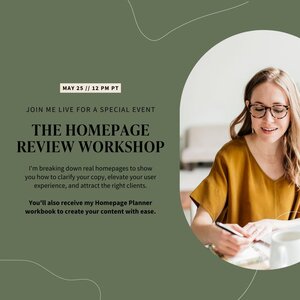 MAY 25 // 12 PM PT
JOIN ME LIVE FOR A SPECIAL EVENT
THE HOMEPAGE
REVIEW WORKSHOP
I'm breaking down real homepages to show
you how to clarify your copy, elevate your user
experience, and attract the right clients.
You'll also receive my Homepage Planner
workbook to create your content with ease.